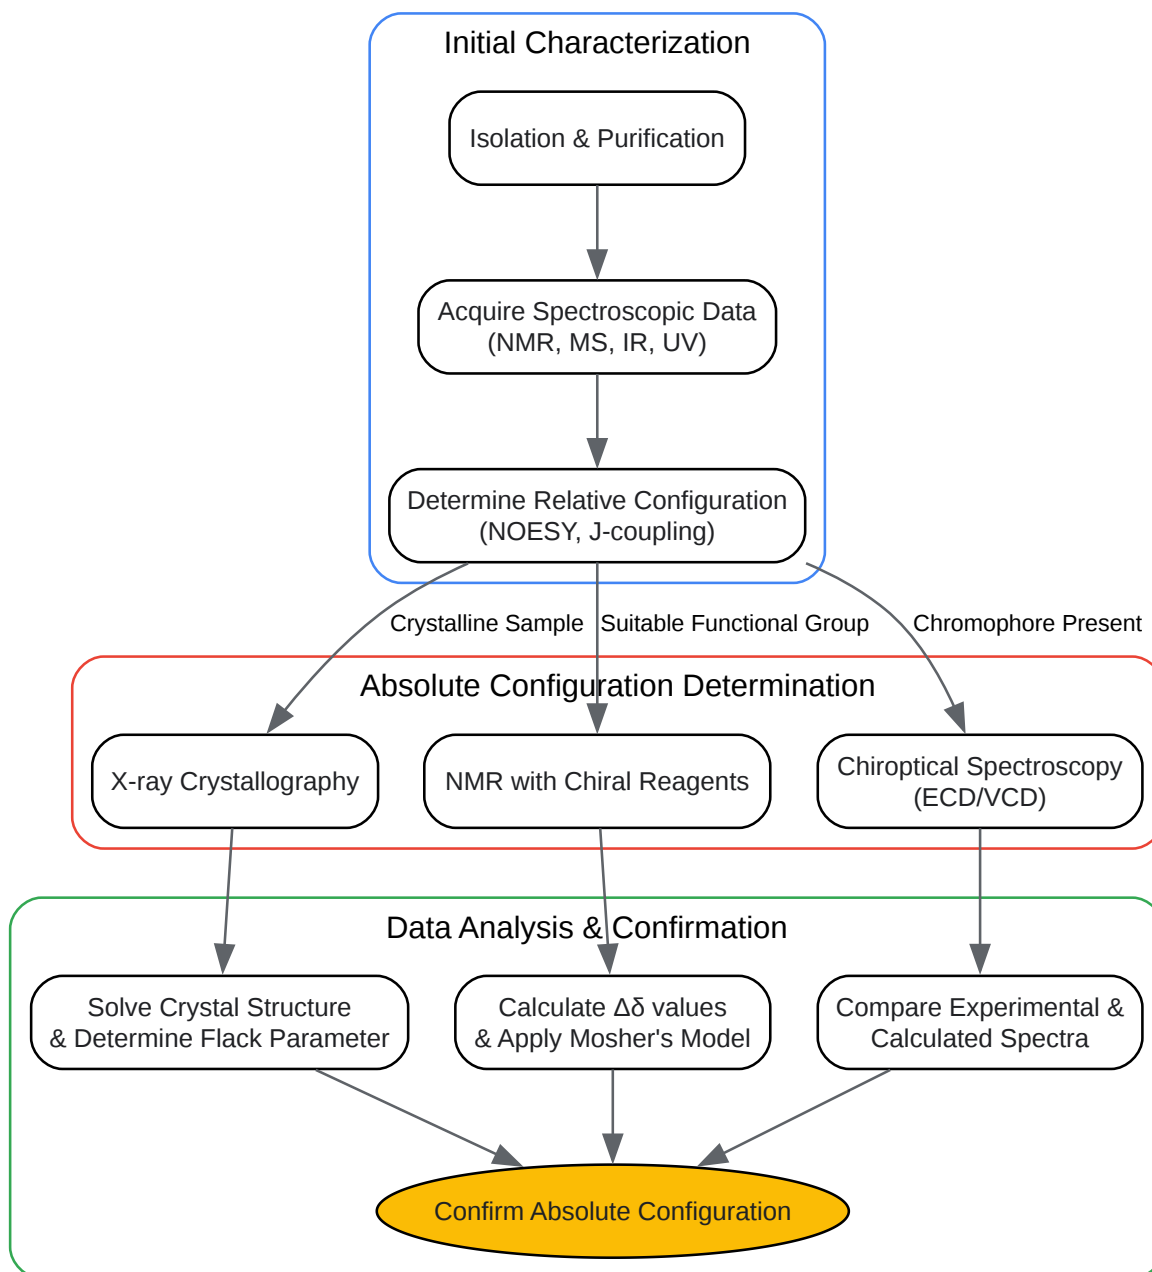 Initial Characterization
Isolation & Purification
Acquire Spectroscopic Data
(NMR, MS, IR, UV)
Determine Relative Configuration
(NOESY, J-coupling)
Crystalline Sample
Suitable Functional Group
Chromophore Present
Absolute Configuration Determination
X-ray Crystallography
NMR with Chiral Reagents
Chiroptical Spectroscopy
(ECD/VCD)
Data Analysis & Confirmation
Solve Crystal Structure
& Determine Flack Parameter
Calculate Δδ values
& Apply Mosher's Model
Compare Experimental &
Calculated Spectra
Confirm Absolute Configuration